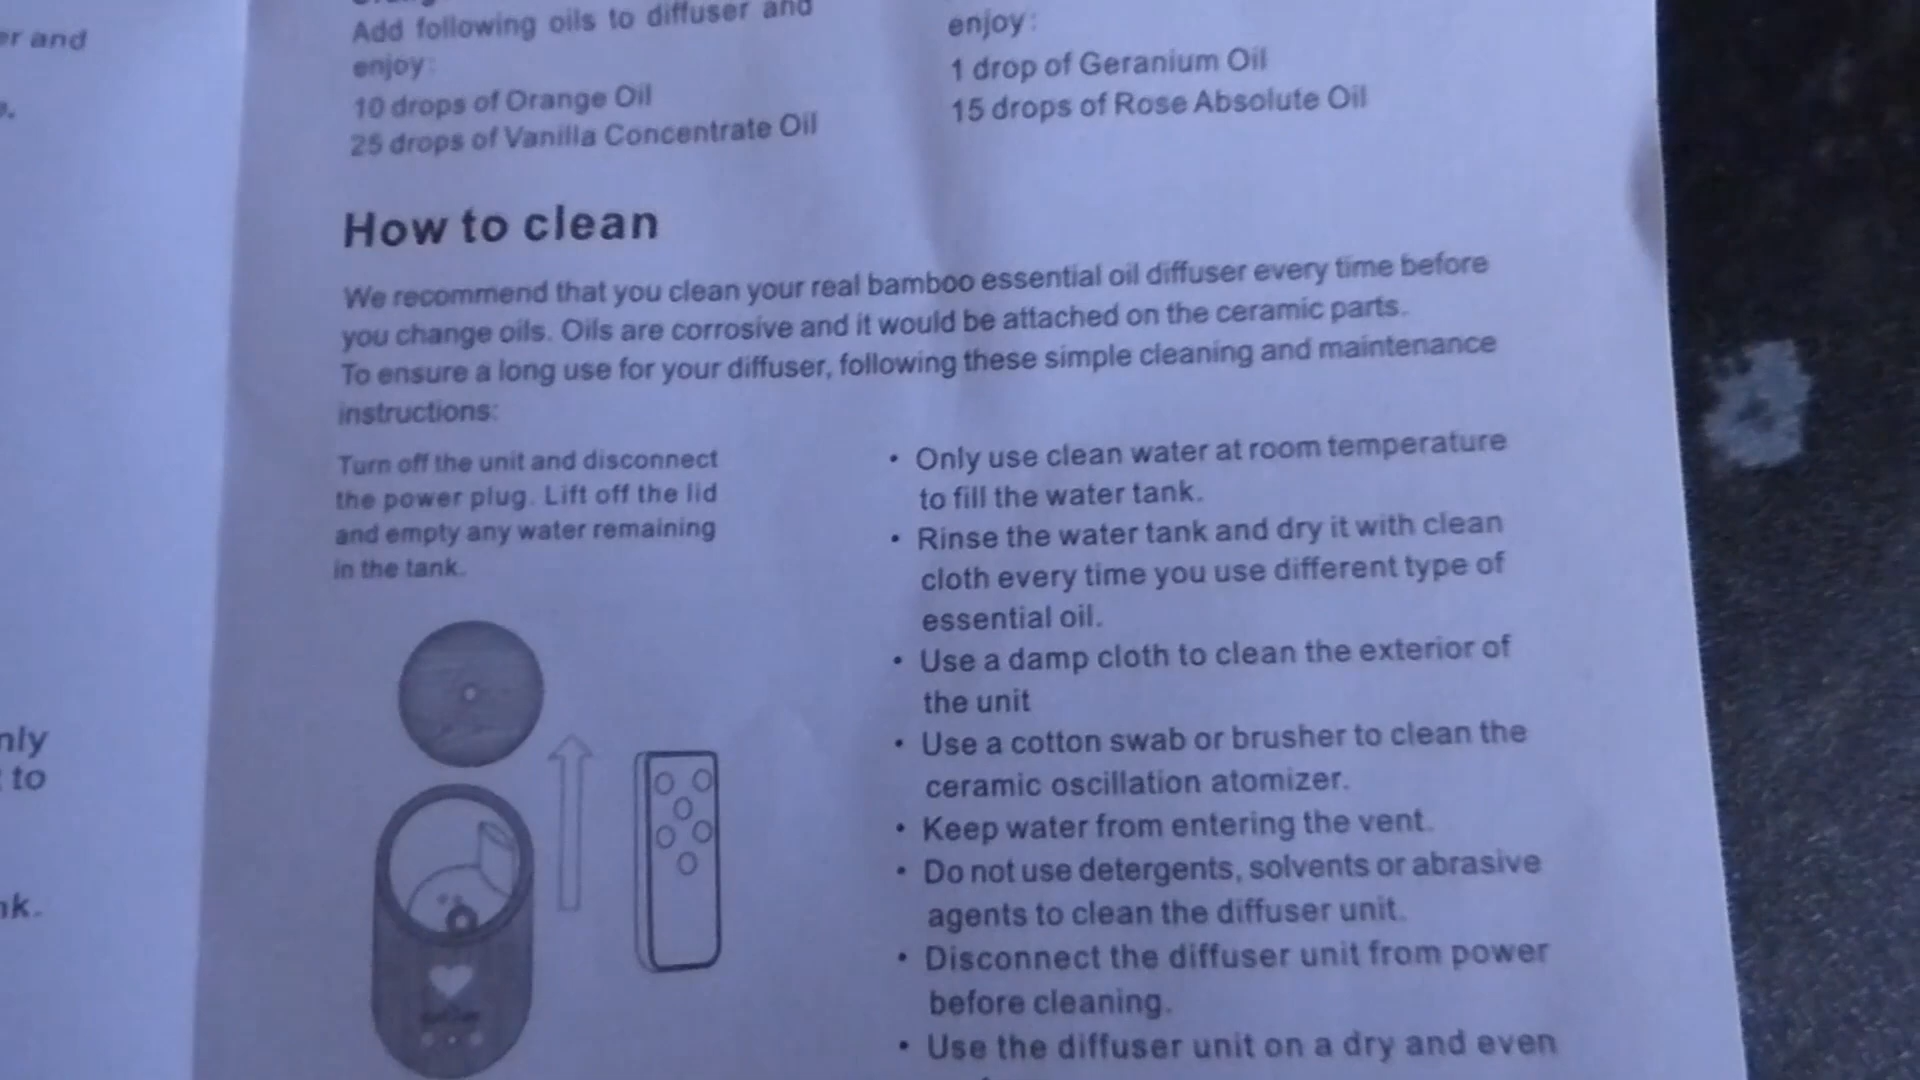 er and
Add following oils to diffuser and
enjoy:
10 drops of Orange Oil
25 drops of Vanilla Concentrate Oil
enjoy:
1 drop of Geranium Oil
15 drops of Rose Absolute Oil
How to clean
We recommend that you clean your real bamboo essential oil diffuser every time before
you change oils. Oils are corrosive and it would be attached on the ceramic parts.
To ensure a long use for your diffuser, following these simple cleaning and maintenance
instructions:
Turn off the unit and disconnect
the power plug. Lift off the lid
and empty any water remaining
in the tank.
• Only use clean water at room temperature
to fill the water tank.
• Rinse the water tank and dry it with clean
cloth every time you use different type of
essential oil.
• Use a damp cloth to clean the exterior of
the unit
• Use a cotton swab or brusher to clean the
ceramic oscillation atomizer.
• Keep water from entering the vent.
• Do not use detergents, solvents or abrasive
agents to clean the diffuser unit.
• Disconnect the diffuser unit from power
before cleaning.
• Use the diffuser unit on a dry and even
nly
to
nk.